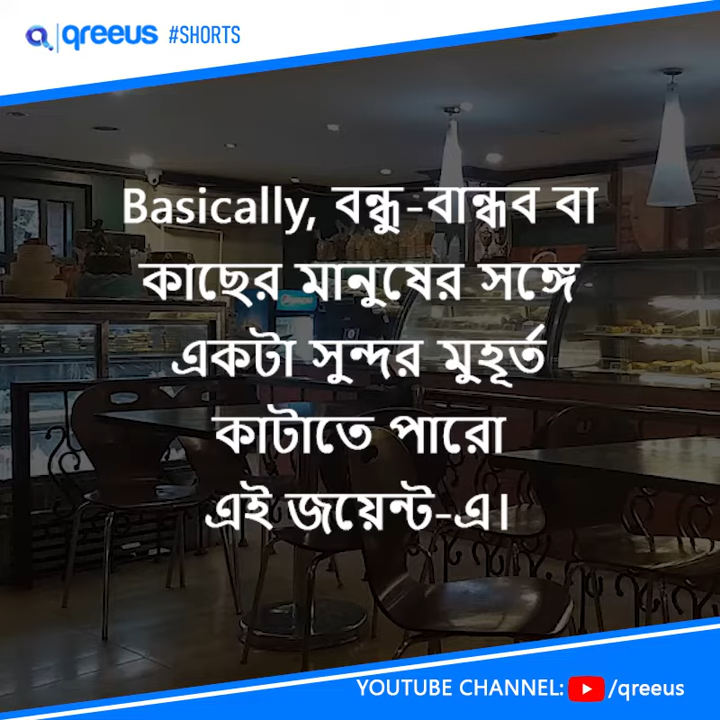 qreeus #SHORTS
Basically, বন্ধু-বান্ধব বা
কাছের মানুষের সঙ্গে
একটা সুন্দর মুহূর্ত
কাটাতে পারো
এই জয়েন্ট-এ।
YOUTUBE CHANNEL: /qreeus